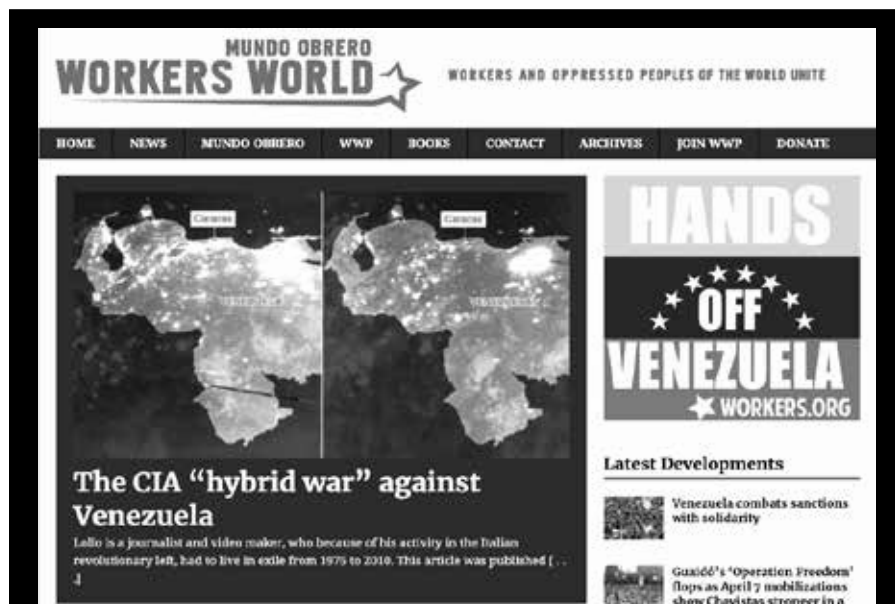 MUNDO OBRERO
WORKERS WORLD
WORKERS AND OPPRESSED PEOPLES OF THE WORLD UNITE
HOME NEWS MUNDO OBRERO WWP BOOKS CONTACT ARCHIVES JOIN WWP DONATE
Caracas
VENEZUELA
Caracas
VENEZUELA
The CIA “hybrid war” against
Venezuela
Lallo is a journalist and video maker, who because of his activity in the Italian
revolutionary left, had to live in exile from 1975 to 2010. This article was published [ . .
.]
HANDS
OFF
VENEZUELA
WORKERS.ORG
Latest Developments
Venezuela combats sanctions
with solidarity
Guaidó’s ‘Operation Freedom’
flops as April 7 mobilizations
show Chavistas stronger in a